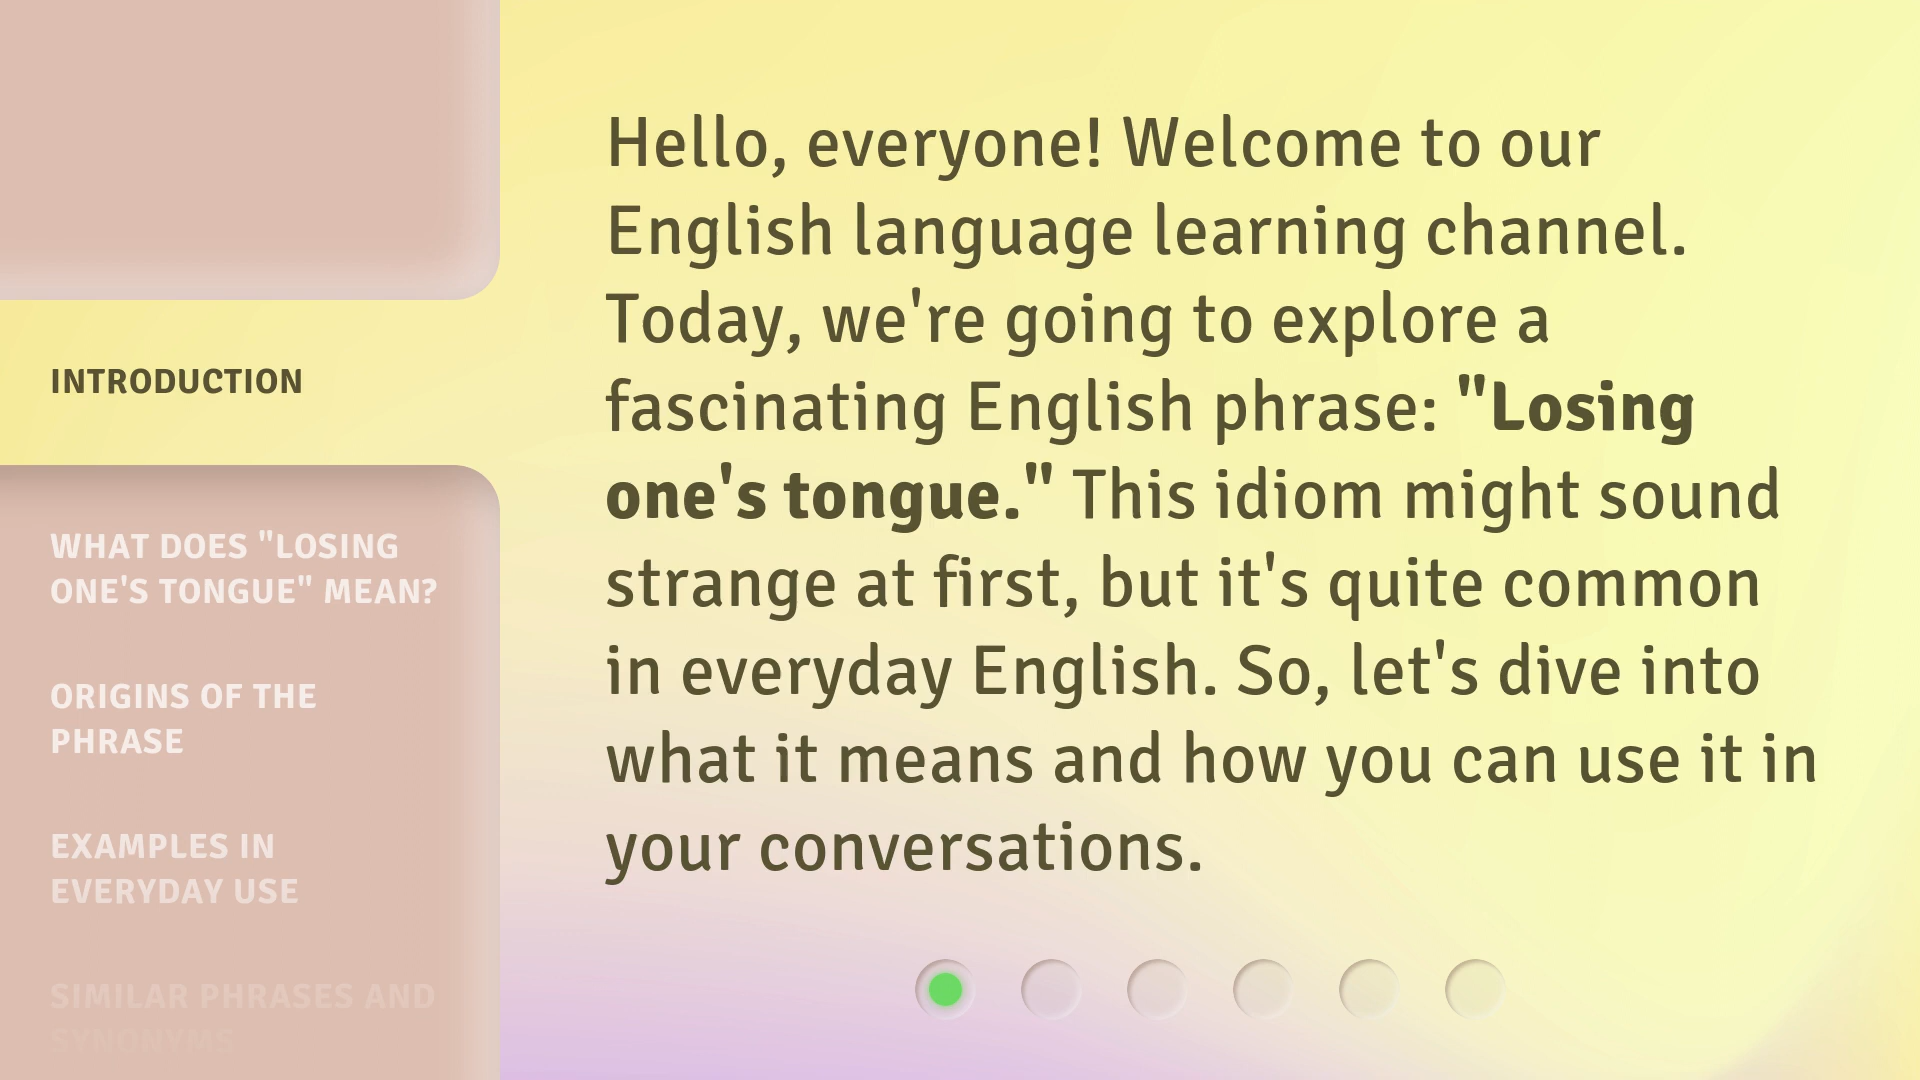 INTRODUCTION
WHAT DOES "LOSING
ONE'S TONGUE" MEAN?
ORIGINS OF THE
PHRASE
EXAMPLES IN
EVERYDAY USE
SIMILAR PHRASES AND
SYNONYMS
Hello, everyone! Welcome to our
English language learning channel.
Today, we're going to explore a
fascinating English phrase: "Losing
one's tongue." This idiom might sound
strange at first, but it's quite common
in everyday English. So, let's dive into
what it means and how you can use it in
your conversations.